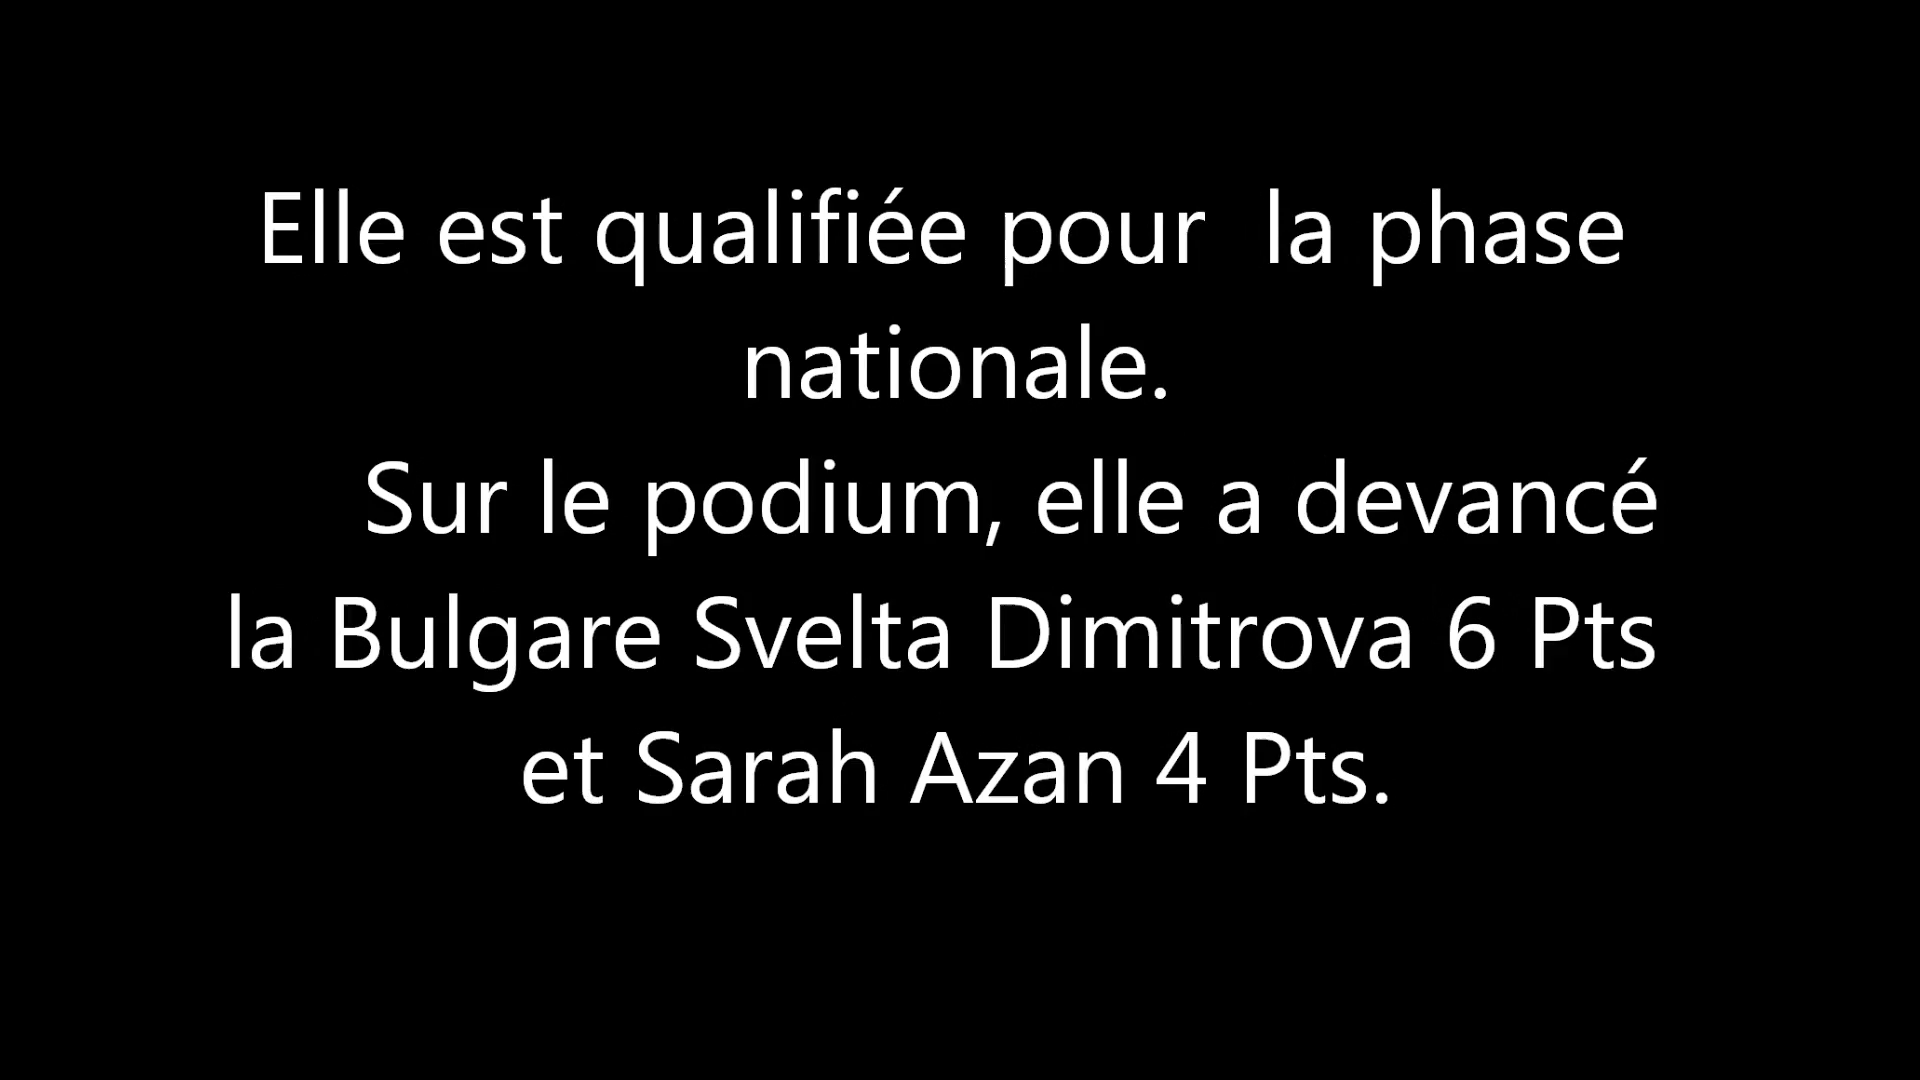 Elle est qualifiée pour  la phase
nationale.
Sur le podium, elle a devancé
la Bulgare Svelta Dimitrova 6 Pts
et Sarah Azan 4 Pts.